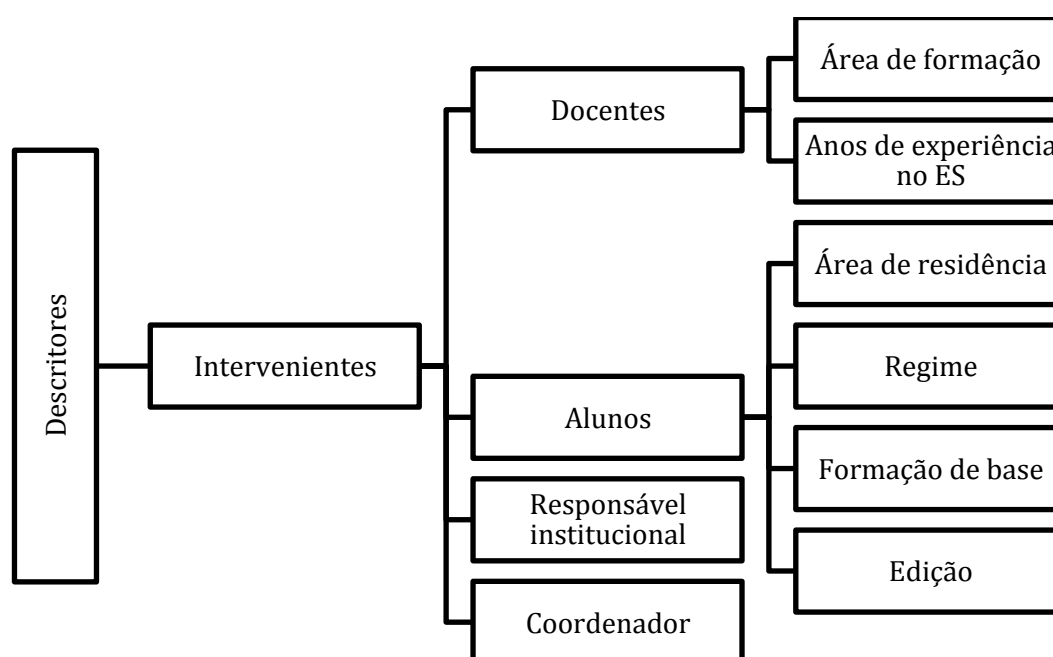 Descritores
Intervenientes
Docentes
Área de formação
Anos de experiência
no ES
Alunos
Área de residência
Regime
Formação de base
Edição
Responsável
institucional
Coordenador